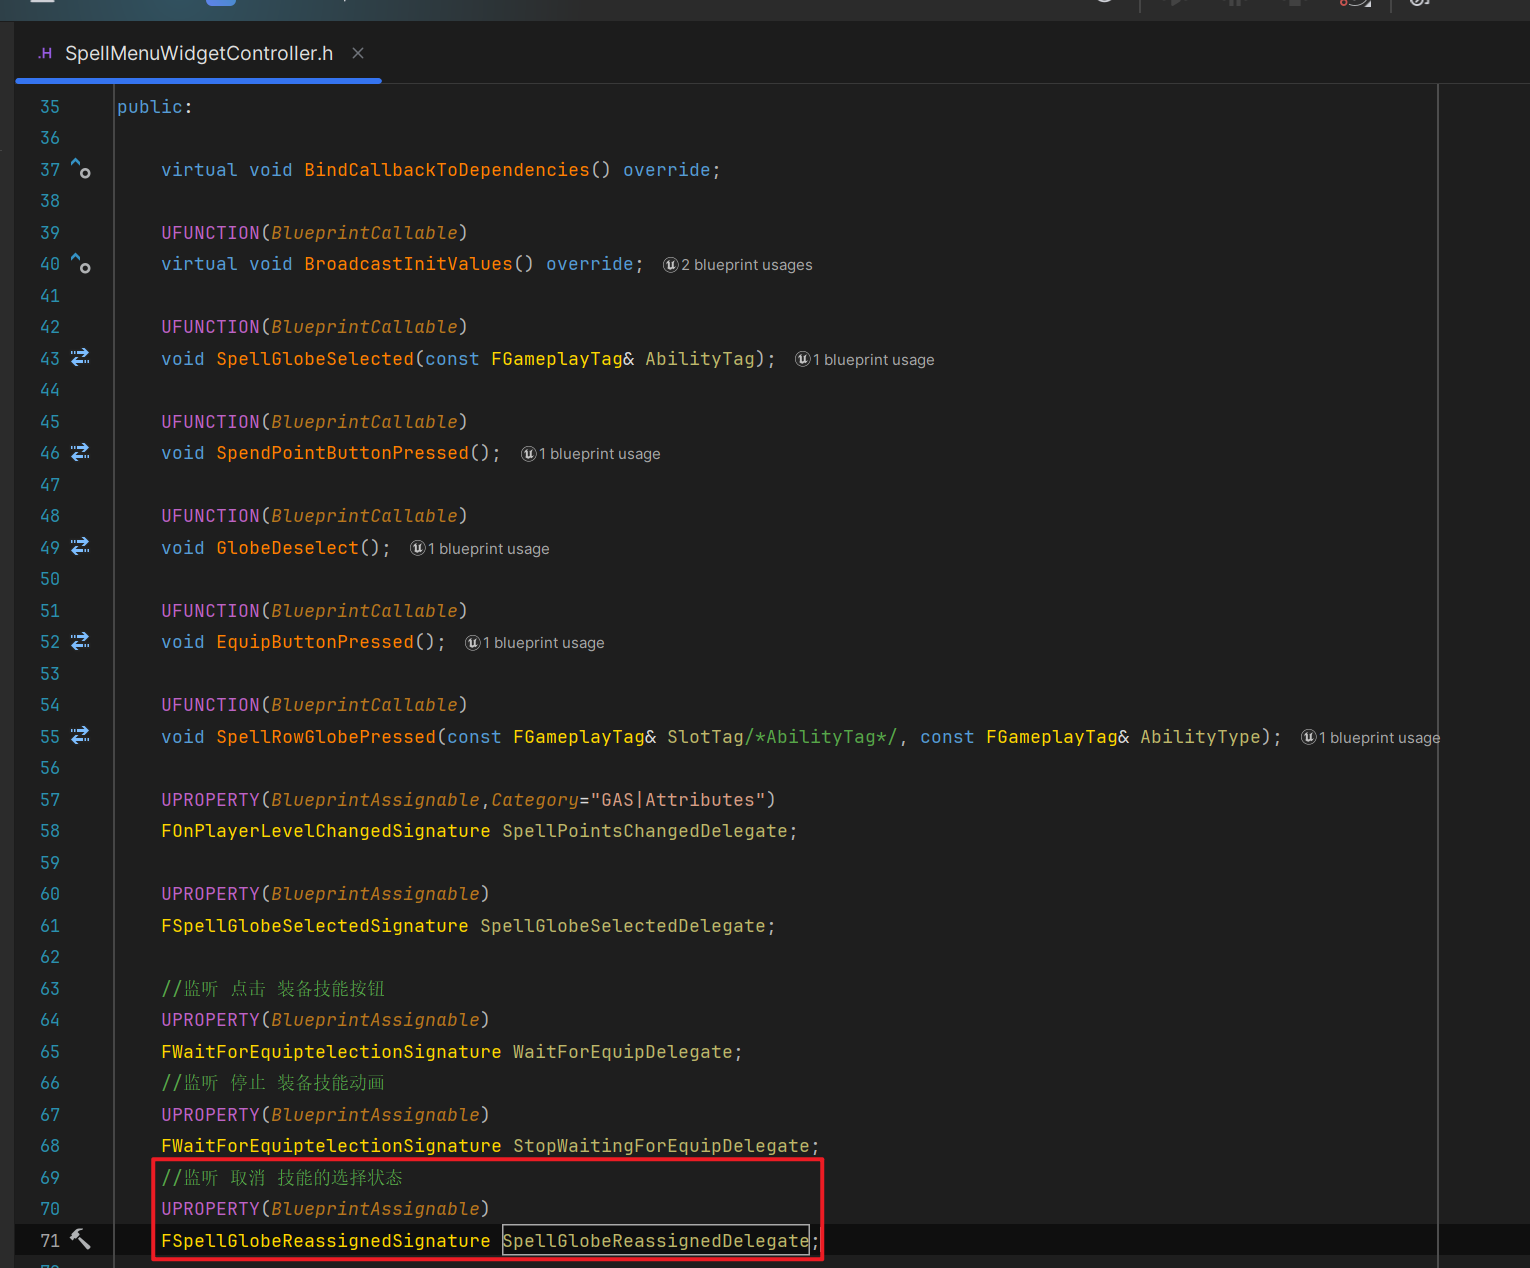 .H SpellMenuWidgetController.h ×
35 public:
36
37 virtual void BindCallbackToDependencies() override;
38
39 UFUNCTION(BlueprintCallable)
40 virtual void BroadcastInitValues() override; 2 blueprint usages
41
42 UFUNCTION(BlueprintCallable)
43 void SpellGlobeSelected(const FGameplayTag& AbilityTag); 1 blueprint usage
44
45 UFUNCTION(BlueprintCallable)
46 void SpendPointButtonPressed(); 1 blueprint usage
47
48 UFUNCTION(BlueprintCallable)
49 void GlobeDeselect(); 1 blueprint usage
50
51 UFUNCTION(BlueprintCallable)
52 void EquipButtonPressed(); 1 blueprint usage
53
54 UFUNCTION(BlueprintCallable)
55 void SpellRowGlobePressed(const FGameplayTag& SlotTag/*AbilityTag*/, const FGameplayTag& AbilityType); 1 blueprint usage
56
57 UPROPERTY(BlueprintAssignable,Category="GAS|Attributes")
58 FOnPlayerLevelChangedSignature SpellPointsChangedDelegate;
59
60 UPROPERTY(BlueprintAssignable)
61 FSpellGlobeSelectedSignature SpellGlobeSelectedDelegate;
62
63 //监听 点击 装备技能按钮
64 UPROPERTY(BlueprintAssignable)
65 FWaitForEquiptelectionSignature WaitForEquipDelegate;
66 //监听 停止 装备技能动画
67 UPROPERTY(BlueprintAssignable)
68 FWaitForEquiptelectionSignature StopWaitingForEquipDelegate;
69 //监听 取消 技能的选择状态
70 UPROPERTY(BlueprintAssignable)
71 FSpellGlobeReassignedSignature SpellGlobeReassignedDelegate;